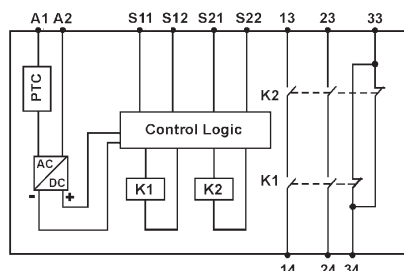 A1 A2 S11 S12 S21 S22 13 23 33
PTC
K2
Control Logic
AC
DC
- +
K1 K2
K1
14 24 34